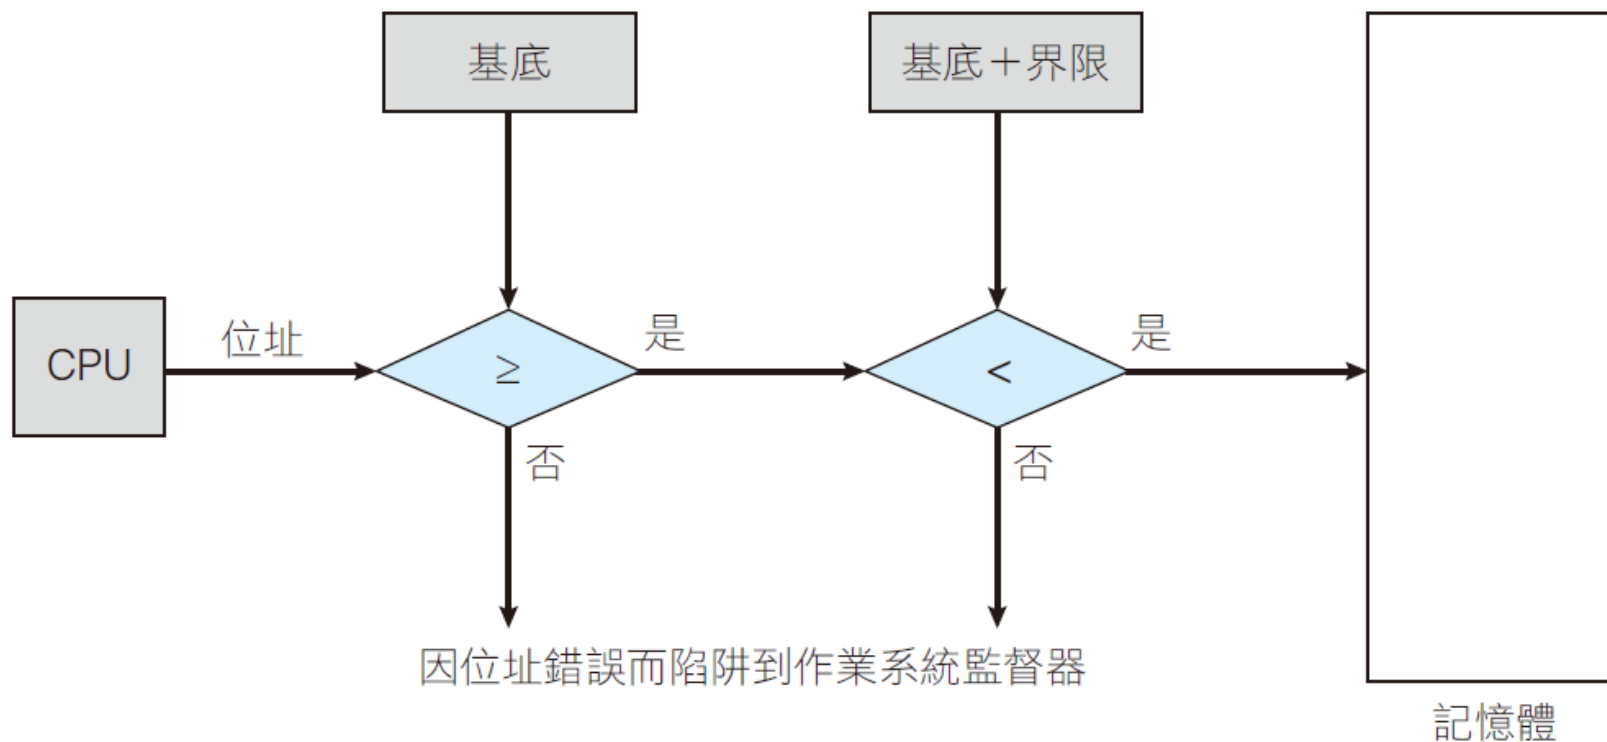 基底
基底＋界限
CPU
位址
≥
是
<
是
否
否
因位址錯誤而陷阱到作業系統監督器
記憶體